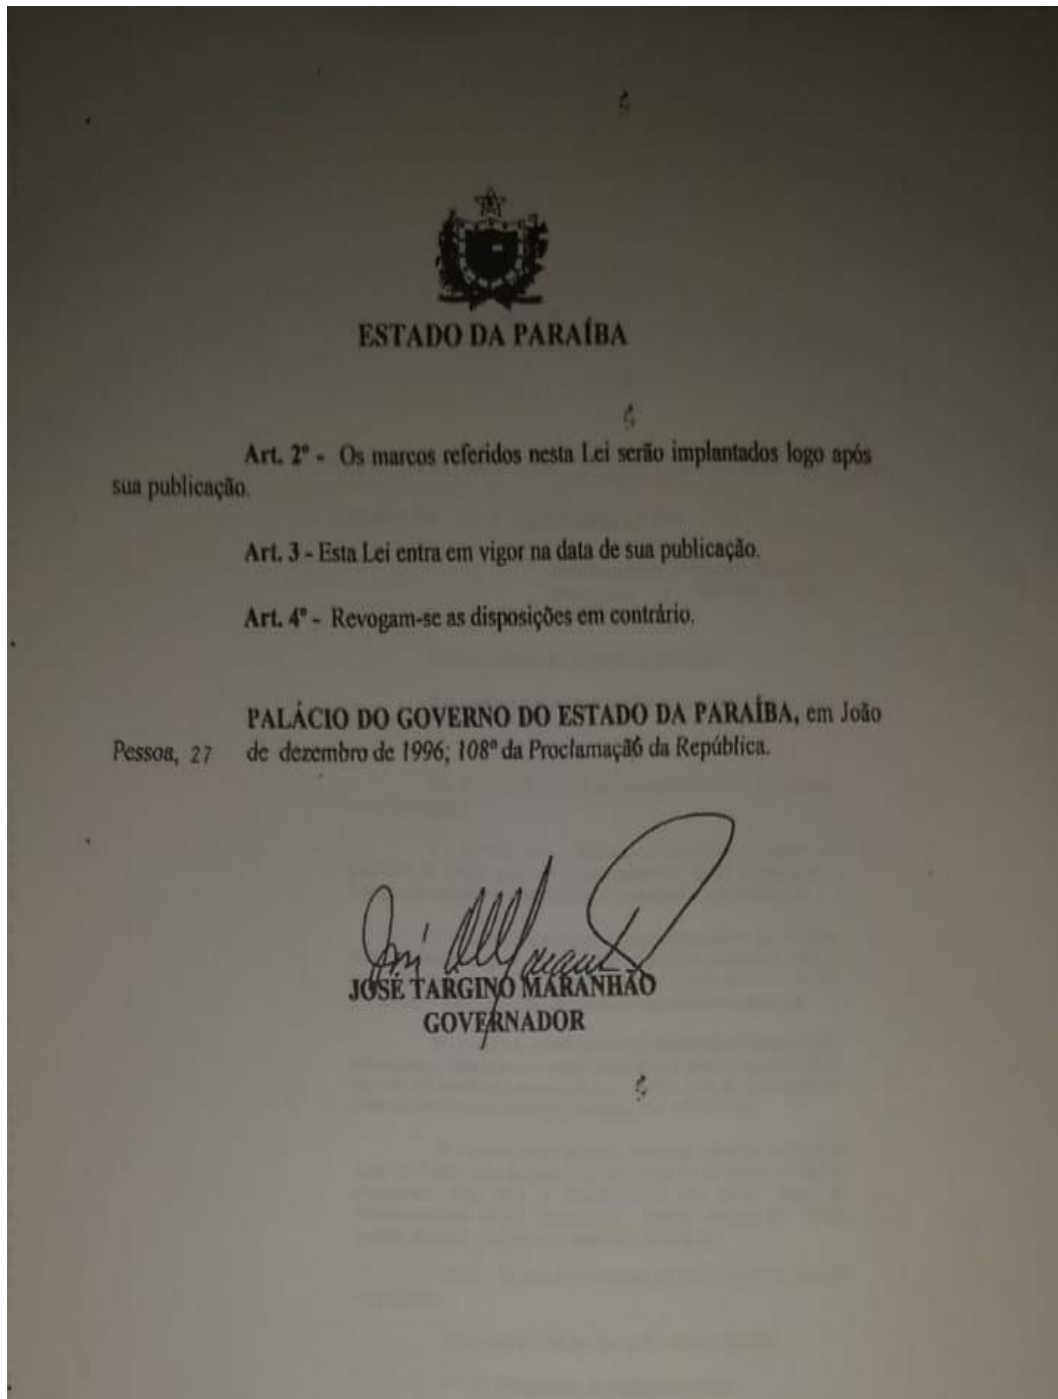 ESTADO DA PARAÍBA
Art. 2º - Os marcos referidos nesta Lei serão implantados logo após
sua publicação.
Art. 3 - Esta Lei entra em vigor na data de sua publicação.
Art. 4º - Revogam-se as disposições em contrário.
PALÁCIO DO GOVERNO DO ESTADO DA PARAÍBA, em João
Pessoa, 27 de dezembro de 1996; 108º da Proclamação da República.
JOSÉ TARGINO MARANHÃO
GOVERNADOR